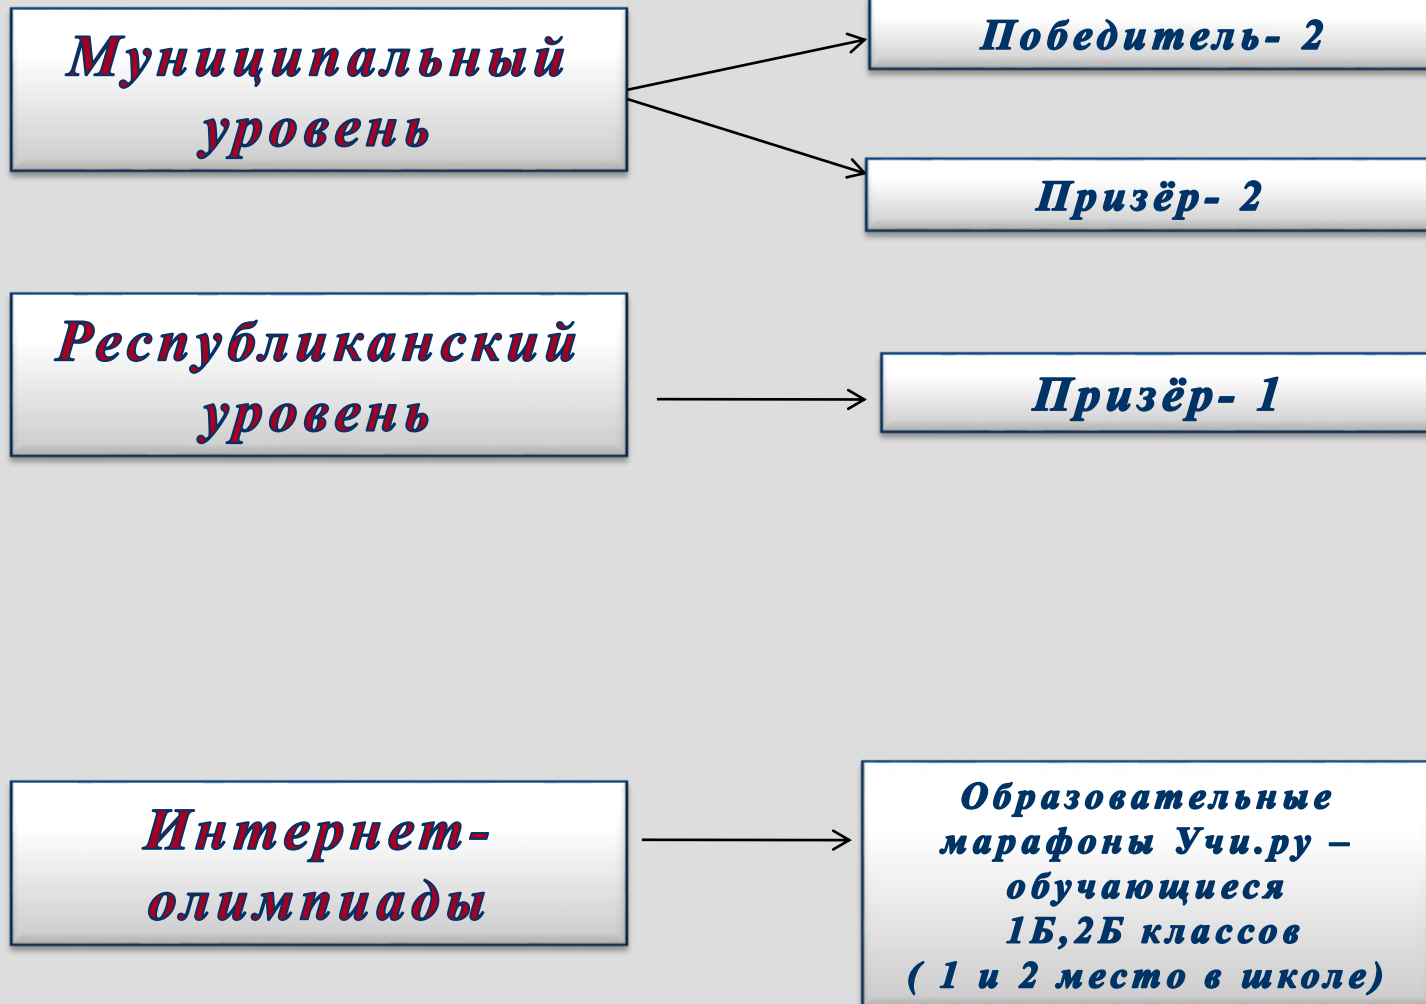 Муниципальный
уровень
Победитель- 2
Призёр- 2
Республиканский
уровень
Призёр- 1
Интернет-
олимпиады
Образовательные
марафоны Учи.ру –
обучающиеся
1Б,2Б классов
( 1 и 2 место в школе)